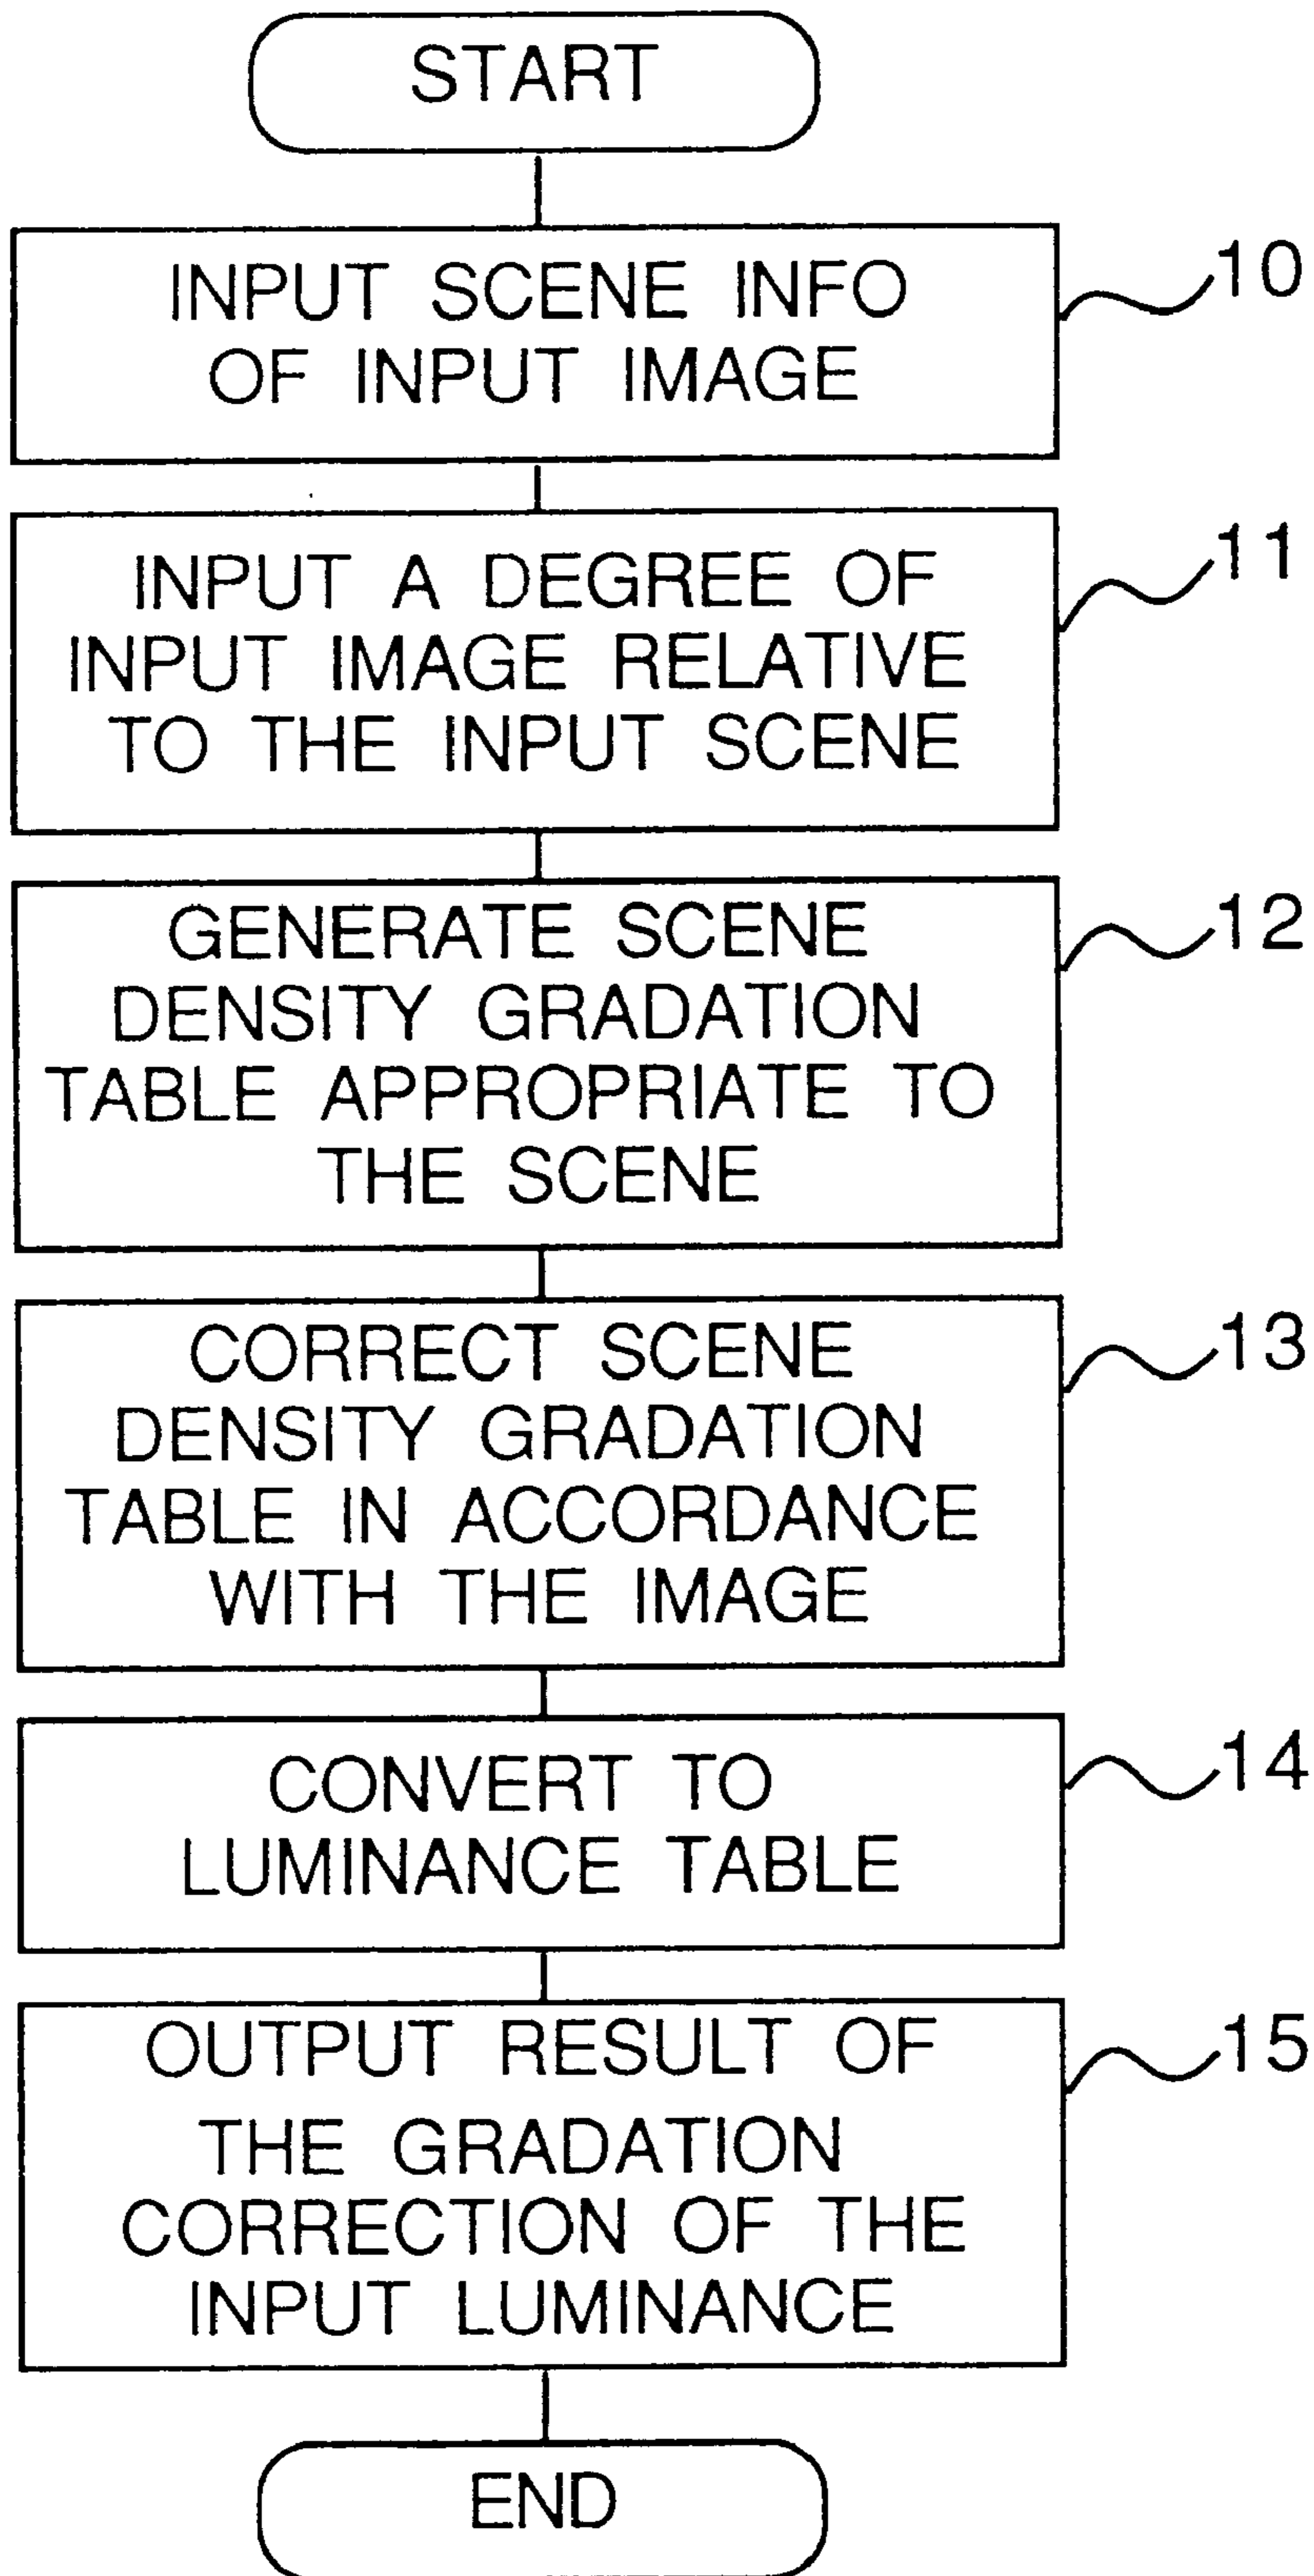 START
INPUT SCENE INFO
OF INPUT IMAGE
10
INPUT A DEGREE OF
INPUT IMAGE RELATIVE
TO THE INPUT SCENE
11
GENERATE SCENE
DENSITY GRADATION
TABLE APPROPRIATE TO
THE SCENE
12
CORRECT SCENE
DENSITY GRADATION
TABLE IN ACCORDANCE
WITH THE IMAGE
13
CONVERT TO
LUMINANCE TABLE
14
OUTPUT RESULT OF
THE GRADATION
CORRECTION OF THE
INPUT LUMINANCE
15
END